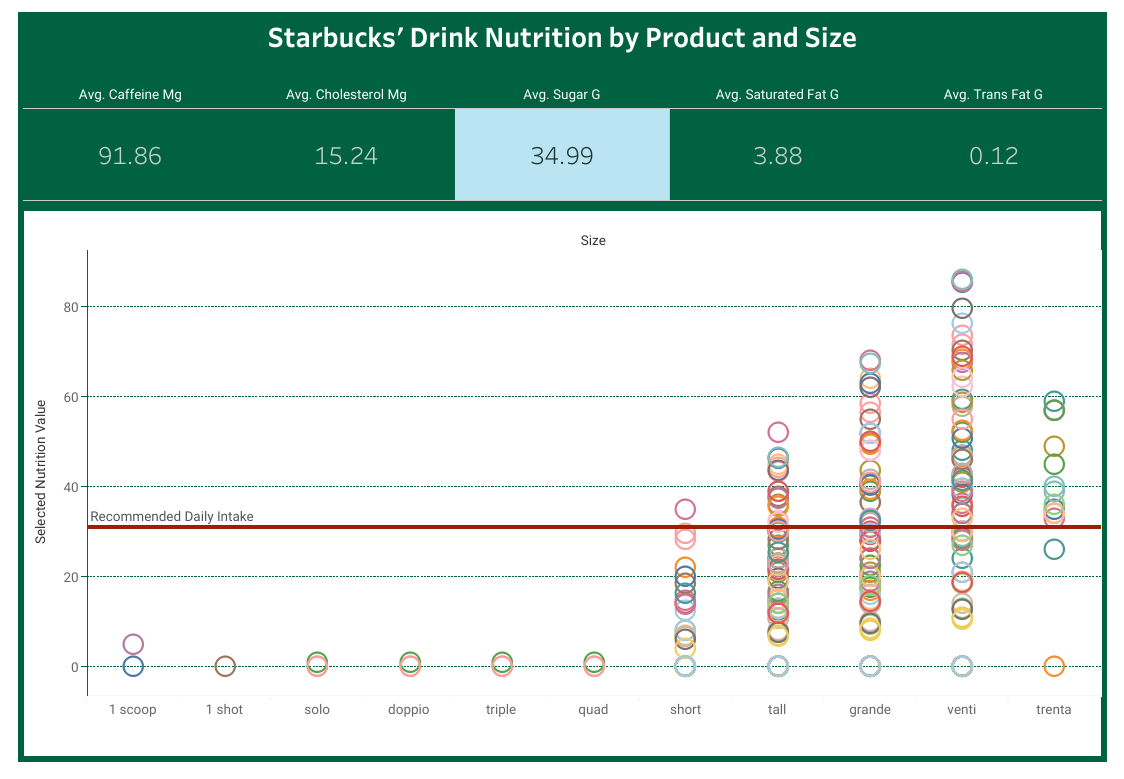 Starbucks’ Drink Nutrition by Product and Size
Avg. Caffeine Mg Avg. Cholesterol Mg Avg. Sugar G Avg. Saturated Fat G Avg. Trans Fat G
91.86 15.24 34.99 3.88 0.12
Size
80
60
40
Recommended Daily Intake
20
0
Selected Nutrition Value
1 scoop 1 shot solo doppio triple quad short tall grande venti trenta